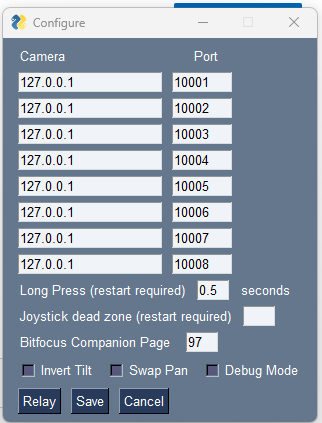 Configure
Camera Port
127.0.0.1 10001
127.0.0.1 10002
127.0.0.1 10003
127.0.0.1 10004
127.0.0.1 10005
127.0.0.1 10006
127.0.0.1 10007
127.0.0.1 10008
Long Press (restart required) 0.5 seconds
Joystick dead zone (restart required)
Bitfocus Companion Page 97
Invert Tilt Swap Pan Debug Mode
Relay Save Cancel